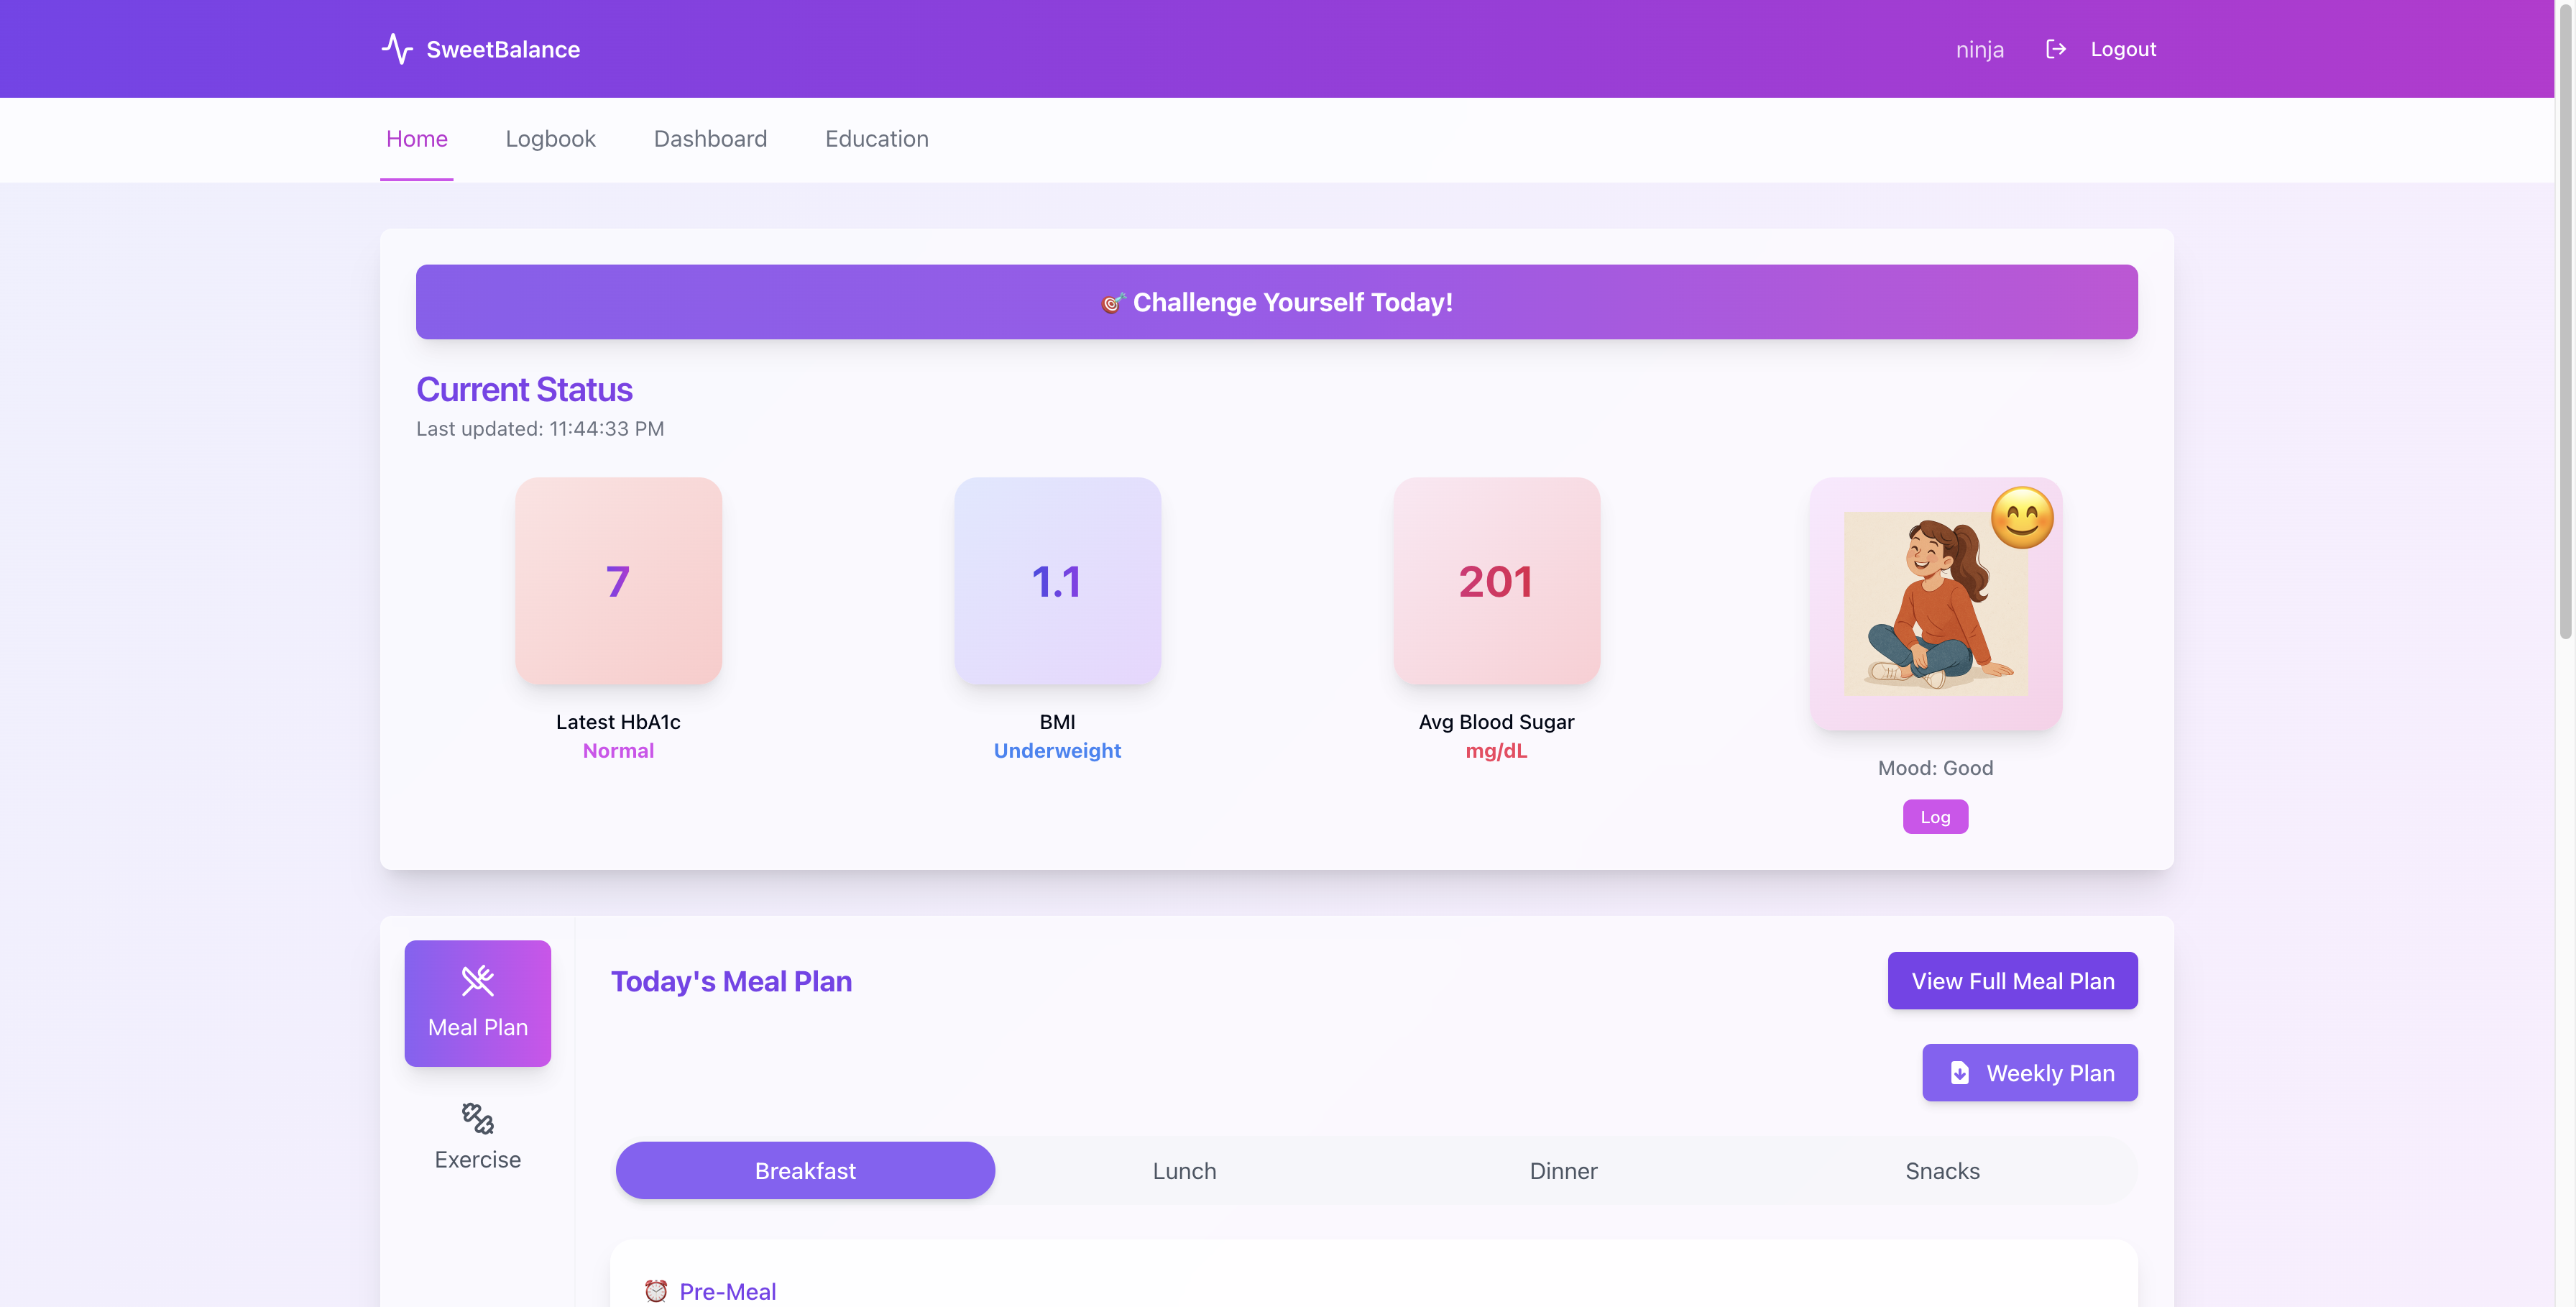 SweetBalance
ninja
Logout
Home
Logbook
Dashboard
Education
🎯 Challenge Yourself Today!
Current Status
Last updated: 11:44:33 PM
7
Latest HbA1c
Normal
1.1
BMI
Underweight
201
Avg Blood Sugar
mg/dL
Mood: Good
Log
Meal Plan
Exercise
Today's Meal Plan
View Full Meal Plan
Weekly Plan
Breakfast
Lunch
Dinner
Snacks
⏰ Pre-Meal